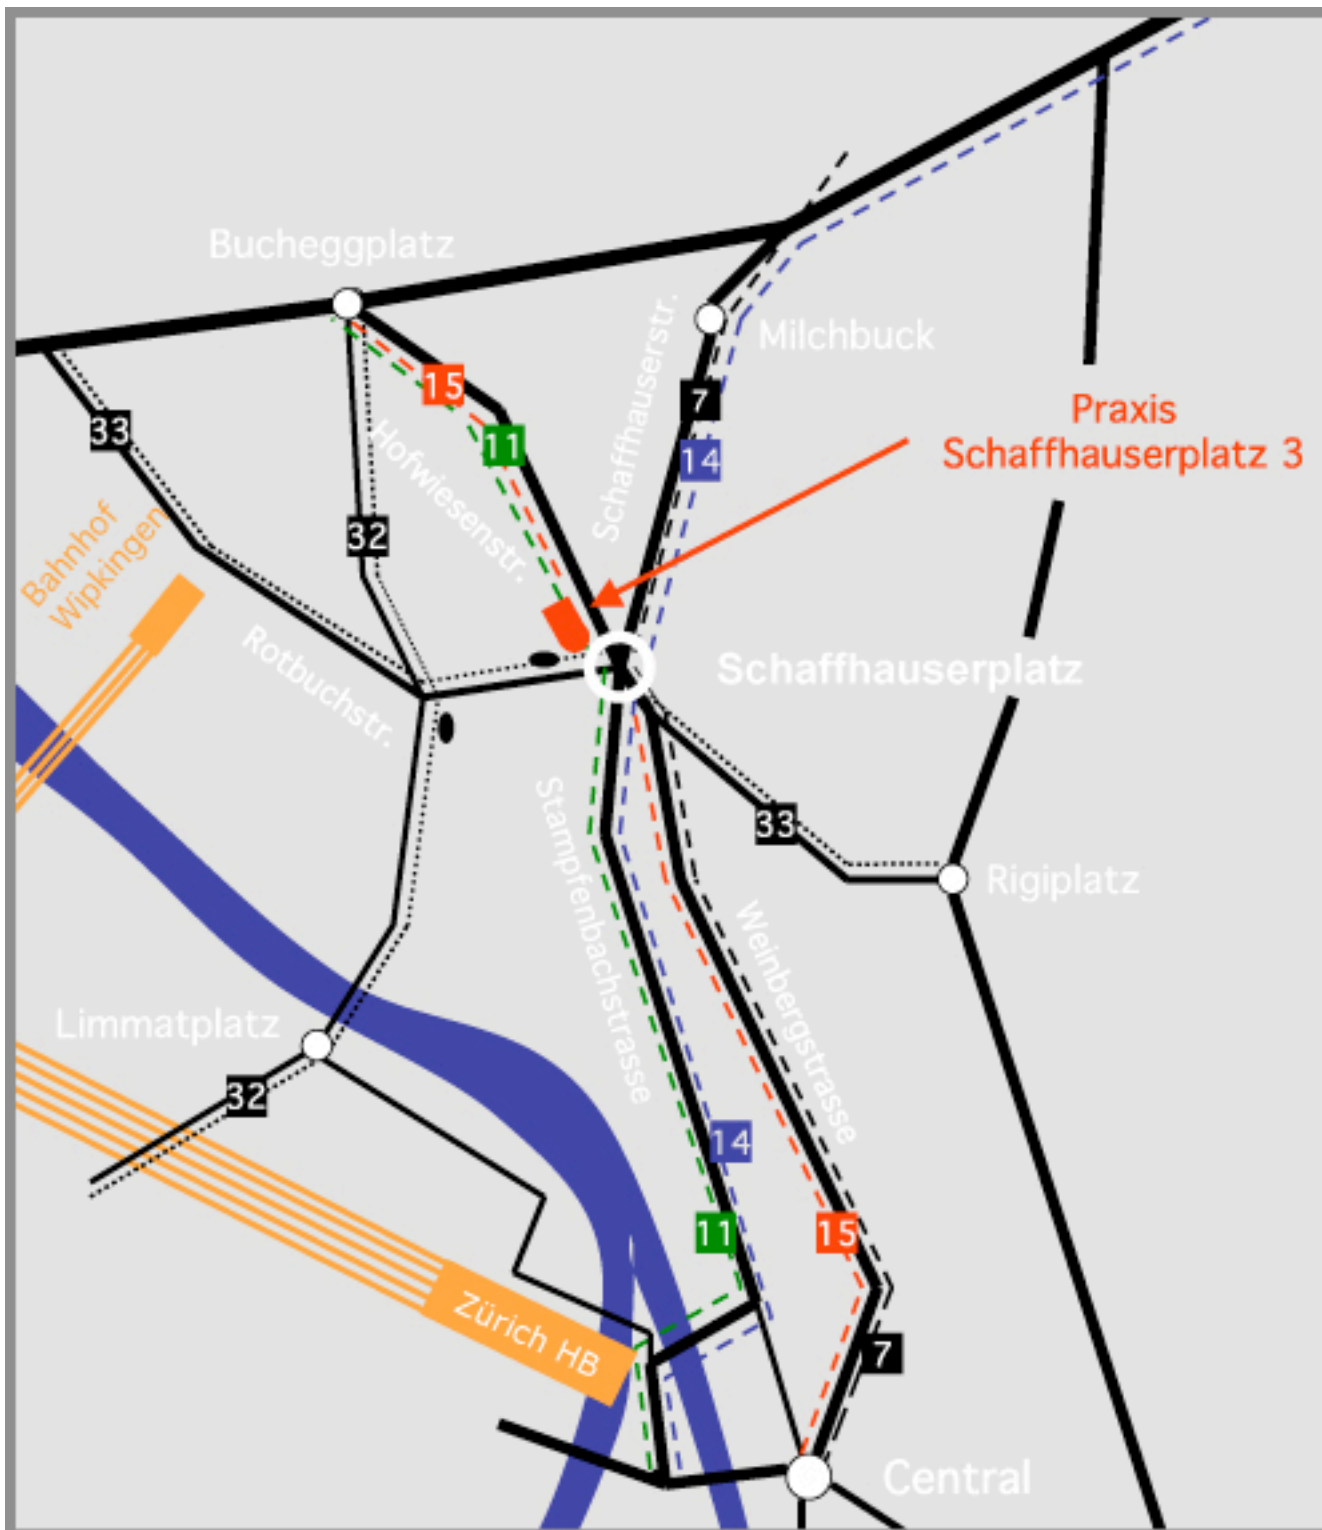 Bucheggplatz
Milchbuck
Schaffhauserstr.
15
7
Praxis
Schaffhauserplatz 3
33
11
14
Hofwiesenstr.
32
Bahnhof
Wipkingen
Rotbuchstr.
Schaffhauserplatz
33
Rigiplatz
Stampfenbachstrasse
Weinbergstrasse
Limmatplatz
32
14
11
15
Zürich HB
7
Central